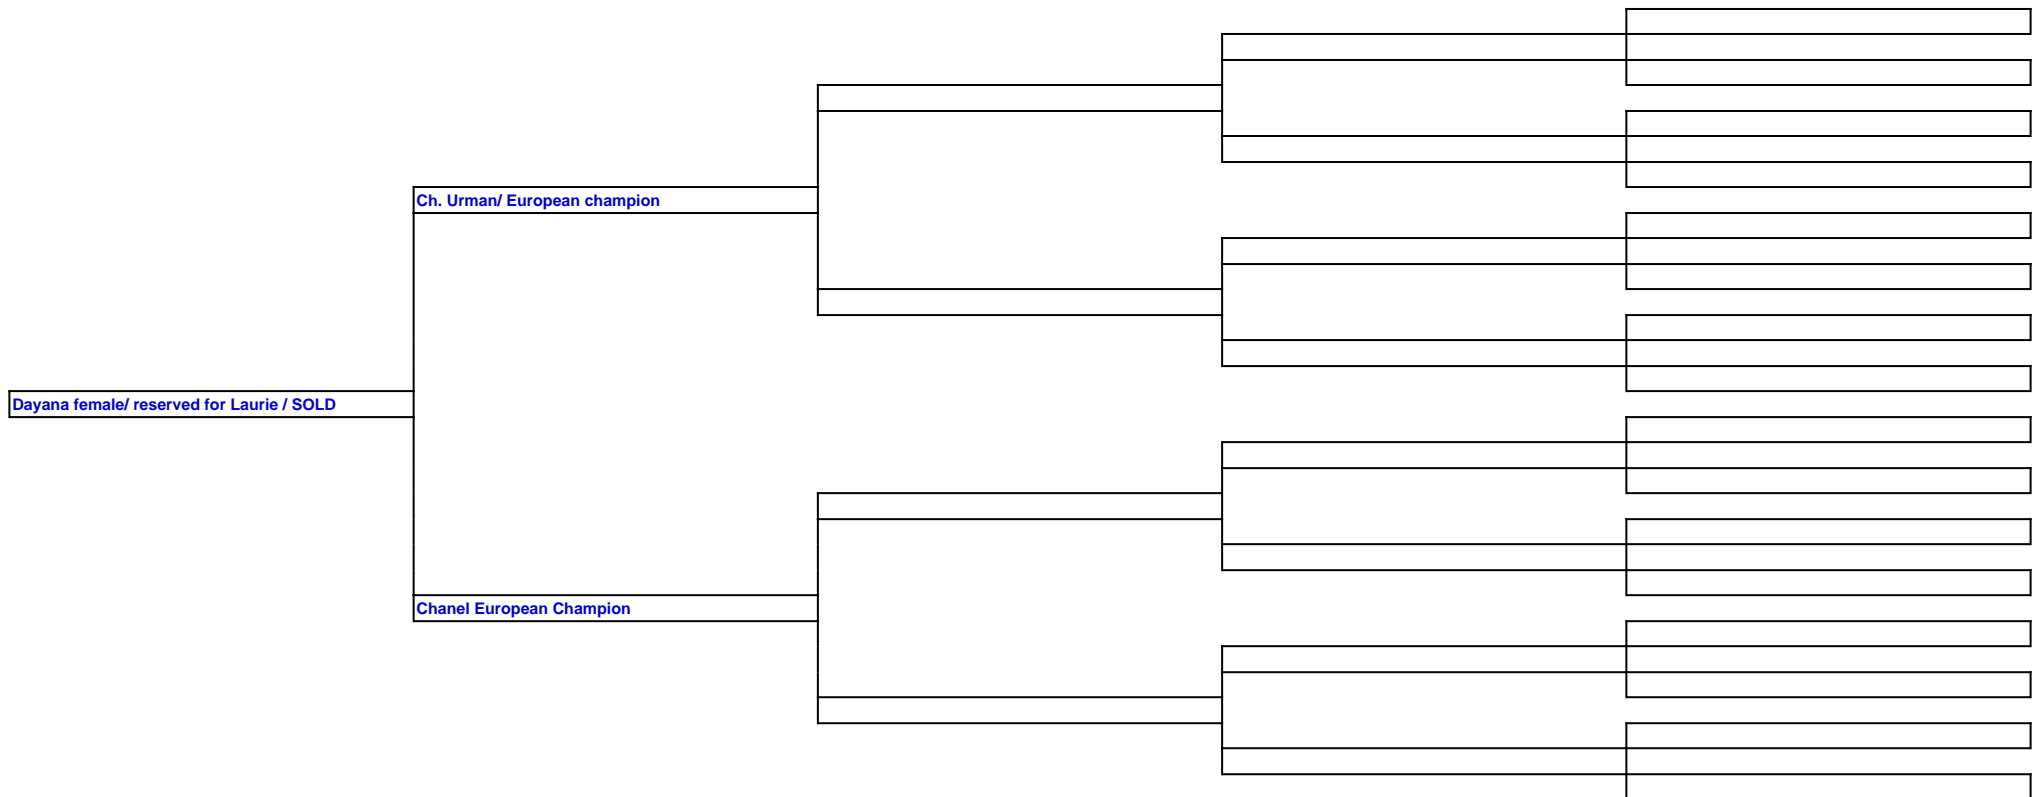 Ch. Urman/ European champion
Dayana female/ reserved for Laurie / SOLD
Chanel European Champion